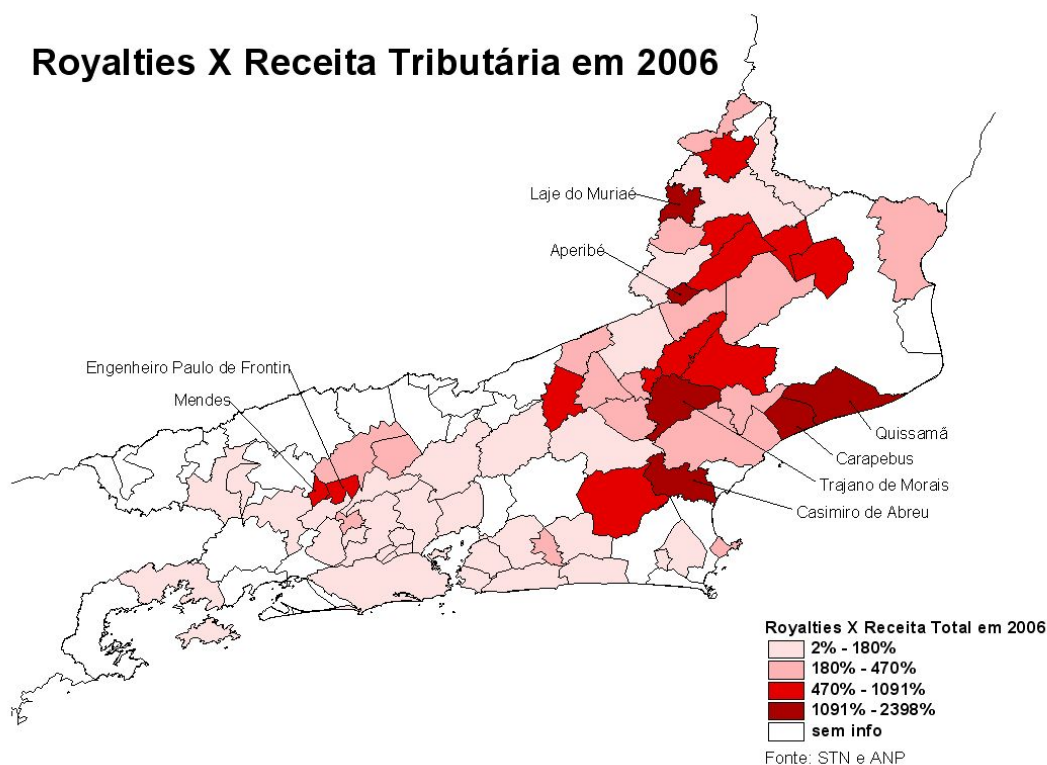 Royalties X Receita Tributária em 2006
Laje do Muriaé
Aperibé
Engenheiro Paulo de Frontin
Mendes
Quissamã
Carapebus
Trajano de Morais
Casimiro de Abreu
Royalties X Receita Total em 2006
2% - 180%
180% - 470%
470% - 1091%
1091% - 2398%
sem info
Fonte: STN e ANP